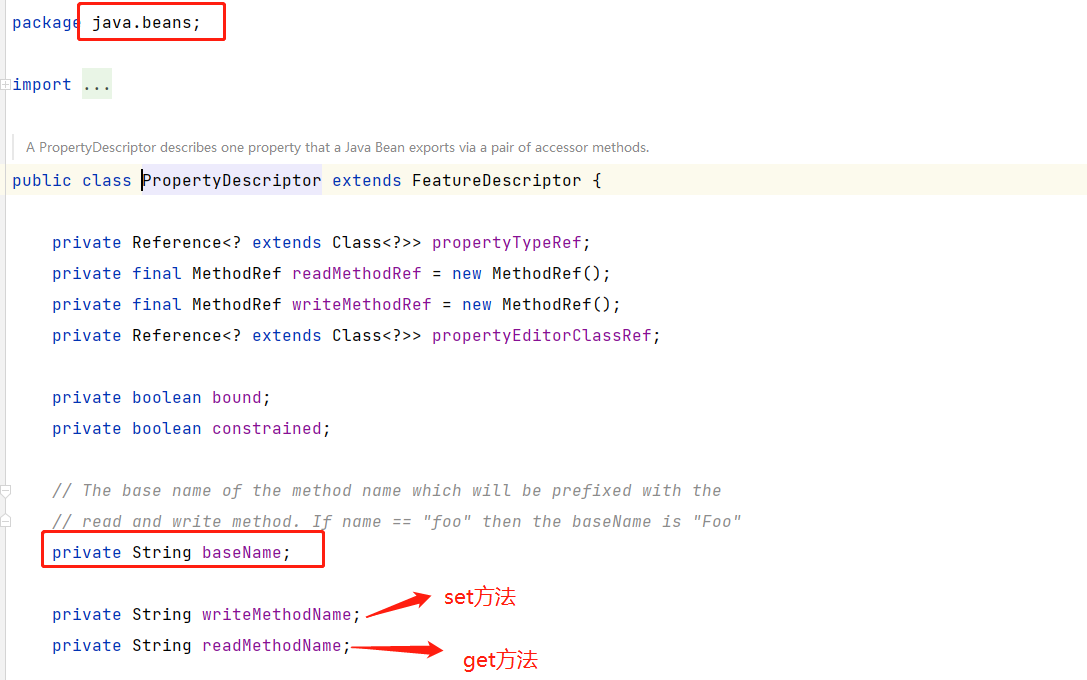 package java.beans;
import ...
A PropertyDescriptor describes one property that a Java Bean exports via a pair of accessor methods.
public class PropertyDescriptor extends FeatureDescriptor {
private Reference<? extends Class<?>> propertyTypeRef;
private final MethodRef readMethodRef = new MethodRef();
private final MethodRef writeMethodRef = new MethodRef();
private Reference<? extends Class<?>> propertyEditorClassRef;
private boolean bound;
private boolean constrained;
// The base name of the method name which will be prefixed with the
// read and write method. If name == "foo" then the baseName is "Foo"
private String baseName;
private String writeMethodName; set方法
private String readMethodName; get方法